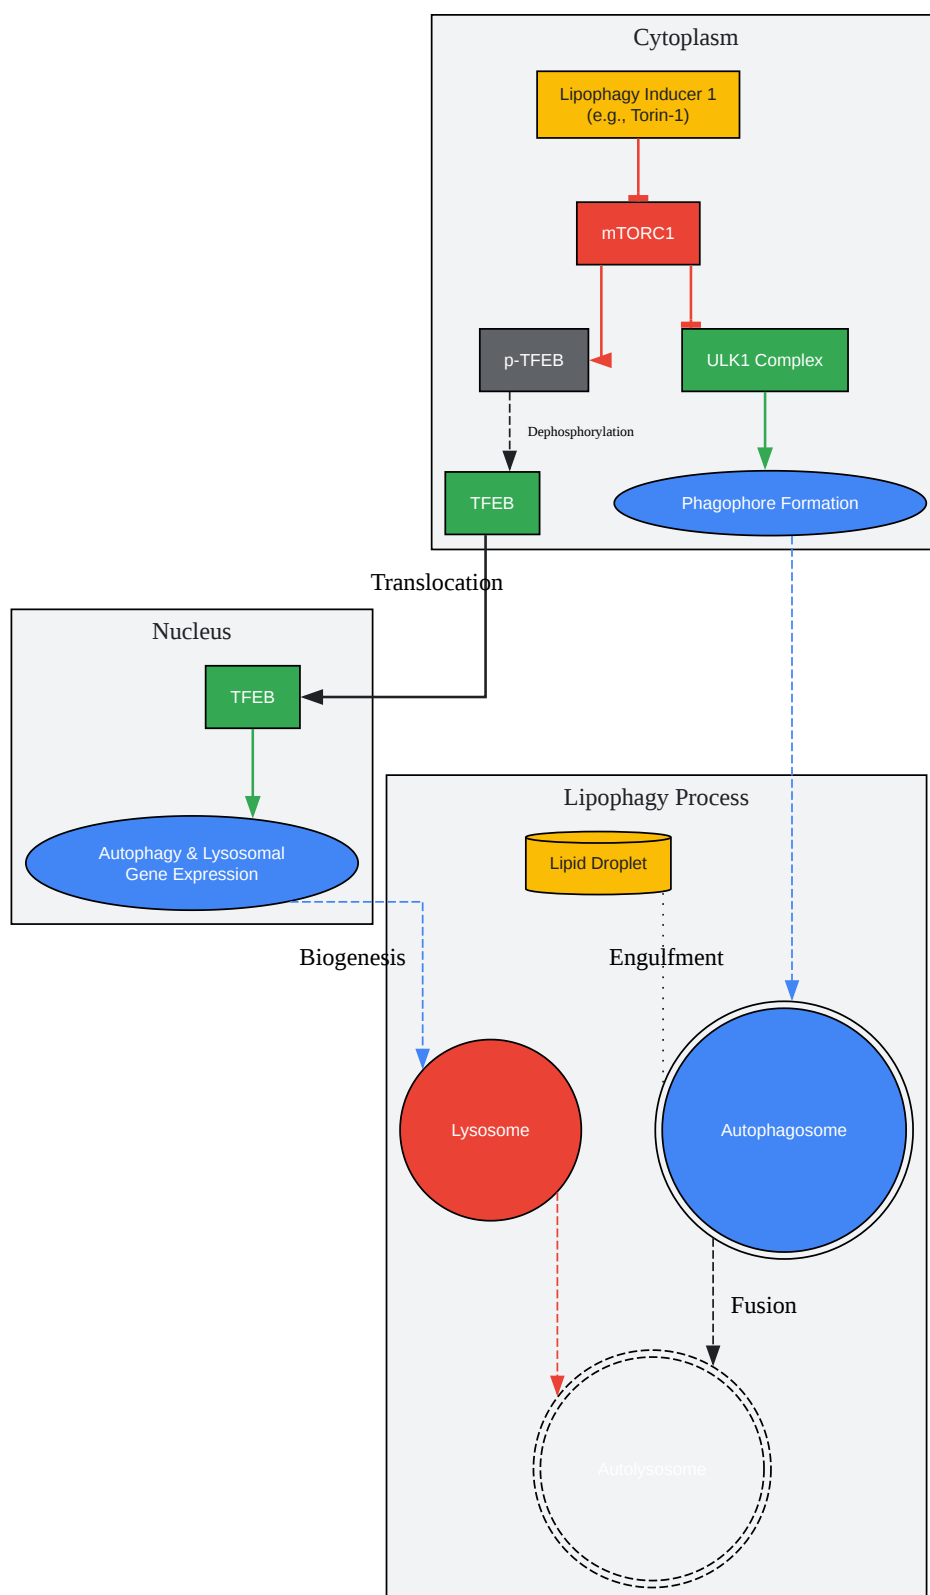 Cytoplasm
Lipophagy Inducer 1
(e.g., Torin-1)
mTORC1
p-TFEB
ULK1 Complex
Dephosphorylation
TFEB
Phagophore Formation
Translocation
Nucleus
TFEB
Autophagy & Lysosomal
Gene Expression
Lipophagy Process
Lipid Droplet
Biogenesis
Engulfment
Lysosome
Autophagosome
Fusion
Autolysosome